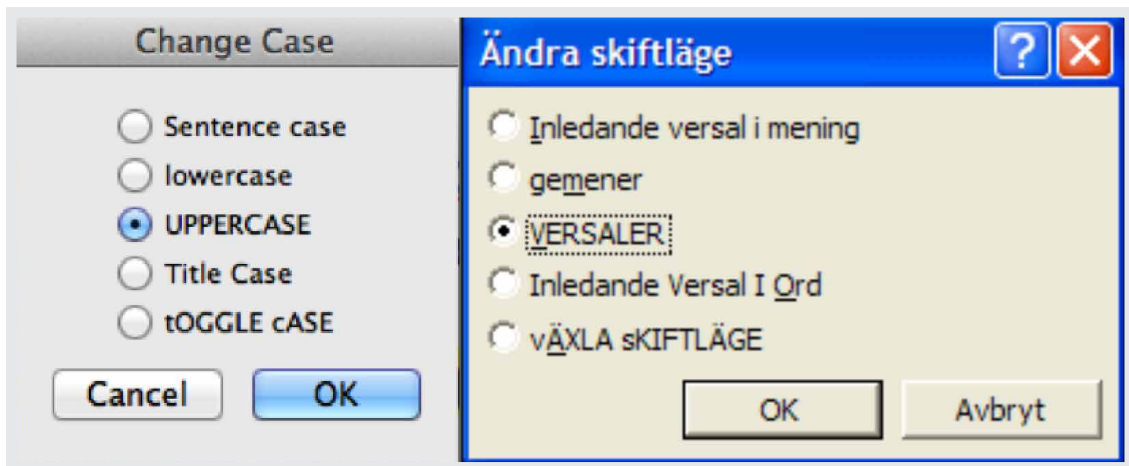 Change Case
Sentence case
lowercase
UPPERCASE
Title Case
tOGGLE cASE
Cancel OK
Ändra skiftläge
Inledande versal i mening
gemener
VERSALER
Inledande Versal I Ord
vÄXLA sKIFTLÄGE
OK Avbryt